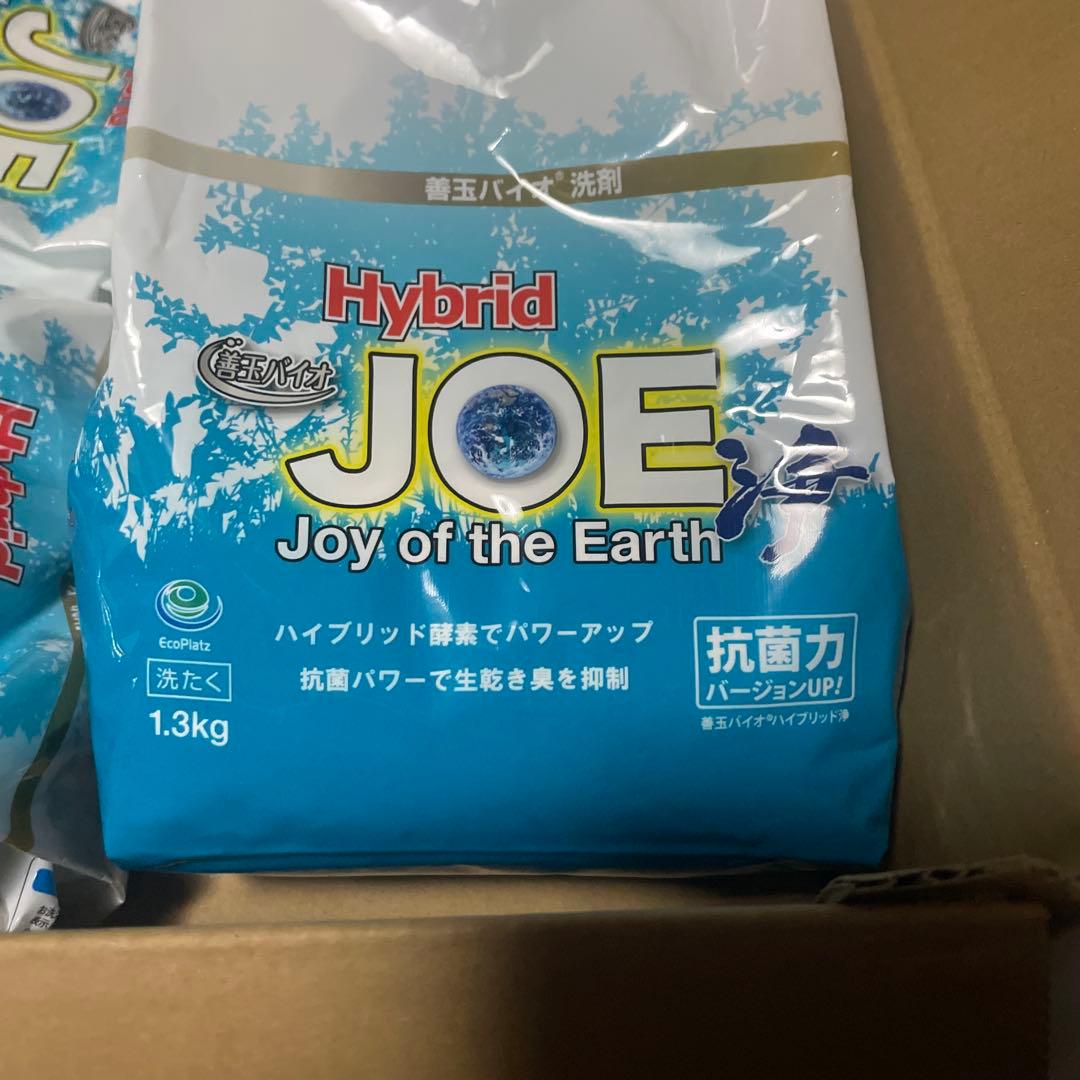 善玉バイオ® 洗剤
Hybrid
善玉バイオ
JOE
浄
Joy of the Earth
EcoPlatz
洗たく
1.3kg
ハイブリッド酵素でパワーアップ
抗菌パワーで生乾き臭を抑制
抗菌力
バージョンUP!
善玉バイオ®ハイブリッド浄
JOE
Hybrid